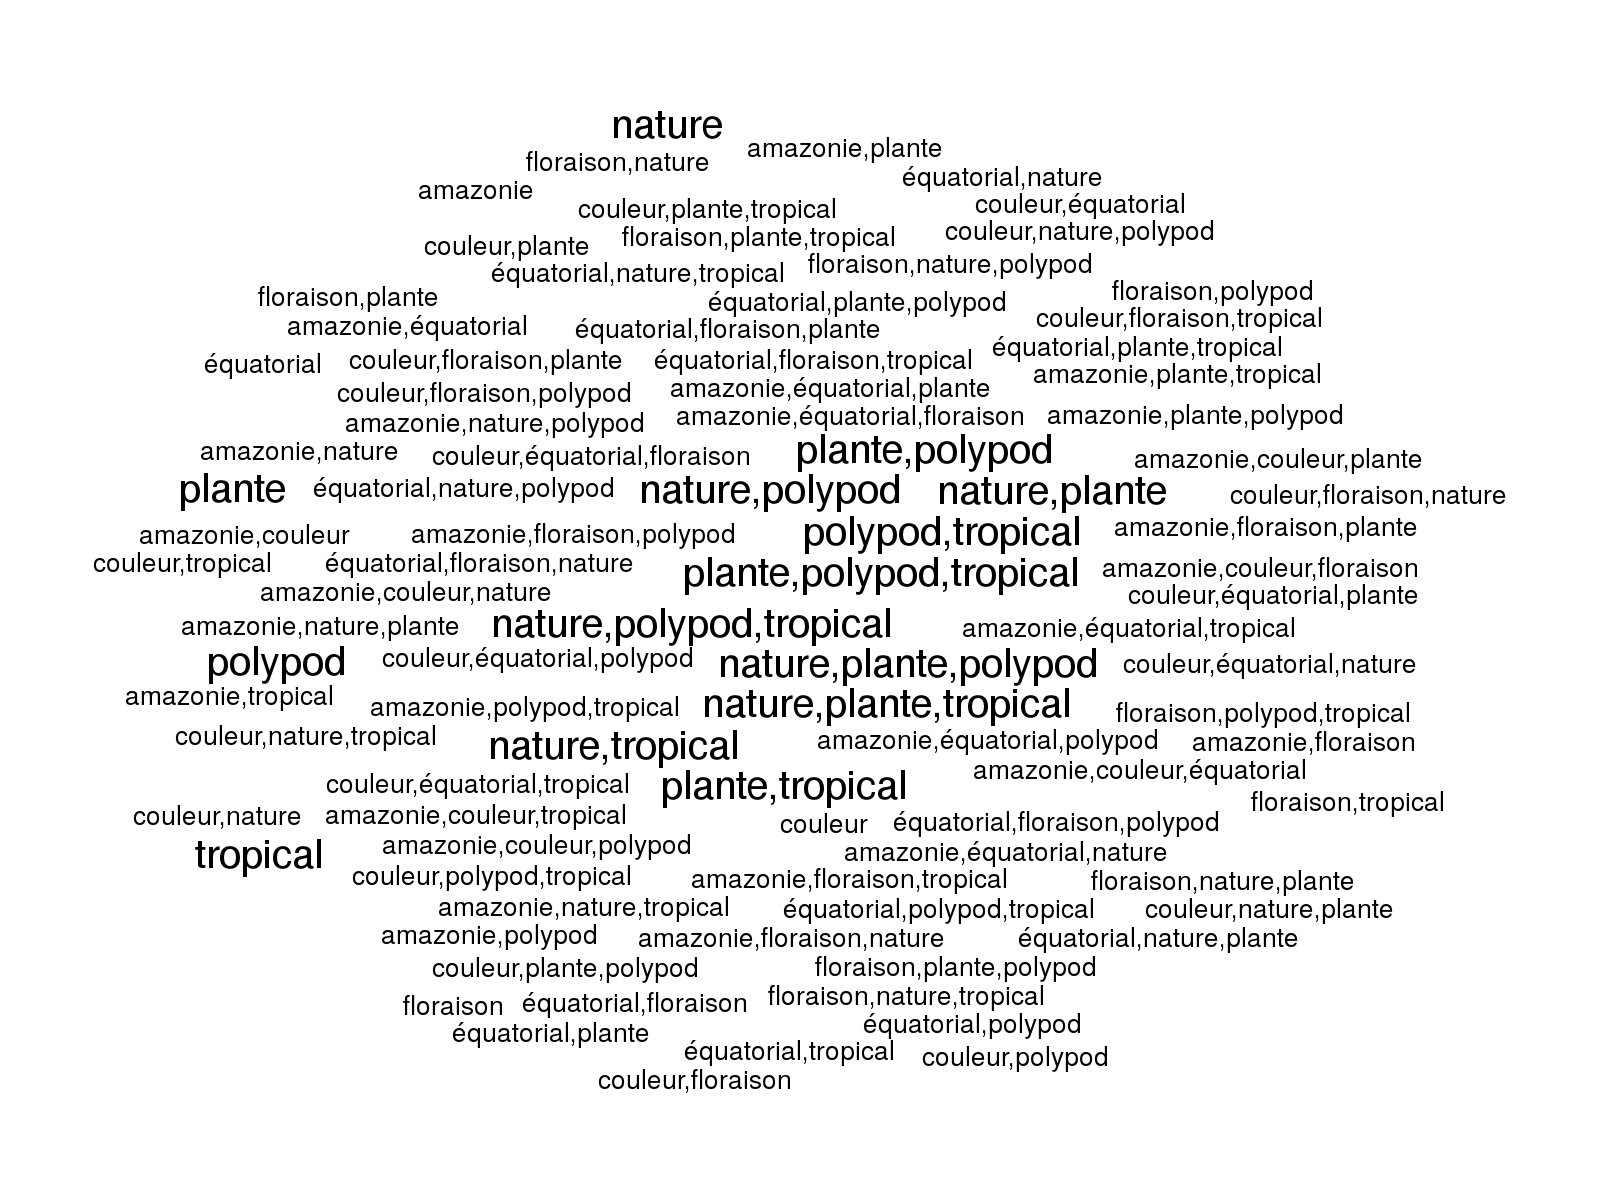 nature
amazonie,plante
floraison,nature
équatorial,nature
amazonie
couleur,équatorial
couleur,plante,tropical
couleur,nature,polypod
floraison,plante,tropical
couleur,plante
floraison,nature,polypod
équatorial,nature,tropical
floraison,polypod
floraison,plante
équatorial,plante,polypod
couleur,floraison,tropical
amazonie,équatorial
équatorial,floraison,plante
équatorial,plante,tropical
équatorial
couleur,floraison,plante
équatorial,floraison,tropical
amazonie,plante,tropical
couleur,floraison,polypod
amazonie,équatorial,plante
amazonie,nature,polypod
amazonie,équatorial,floraison
amazonie,plante,polypod
amazonie,nature
couleur,équatorial,floraison
plante,polypod
amazonie,couleur,plante
plante
équatorial,nature,polypod
nature,polypod
nature,plante
couleur,floraison,nature
amazonie,couleur
amazonie,floraison,polypod
polypod,tropical
amazonie,floraison,plante
couleur,tropical
équatorial,floraison,nature
plante,polypod,tropical
amazonie,couleur,floraison
amazonie,couleur,nature
couleur,équatorial,plante
amazonie,nature,plante
nature,polypod,tropical
amazonie,équatorial,tropical
polypod
couleur,équatorial,polypod
nature,plante,polypod
couleur,équatorial,nature
amazonie,tropical
amazonie,polypod,tropical
nature,plante,tropical
floraison,polypod,tropical
couleur,nature,tropical
nature,tropical
amazonie,équatorial,polypod
amazonie,floraison
couleur,équatorial,tropical
plante,tropical
amazonie,couleur,équatorial
floraison,tropical
couleur,nature
amazonie,couleur,tropical
couleur
équatorial,floraison,polypod
tropical
amazonie,couleur,polypod
amazonie,équatorial,nature
couleur,polypod,tropical
amazonie,floraison,tropical
floraison,nature,plante
amazonie,nature,tropical
équatorial,polypod,tropical
couleur,nature,plante
amazonie,polypod
amazonie,floraison,nature
équatorial,nature,plante
couleur,plante,polypod
floraison,plante,polypod
floraison
équatorial,floraison
floraison,nature,tropical
équatorial,plante
équatorial,polypod
équatorial,tropical
couleur,polypod
couleur,floraison